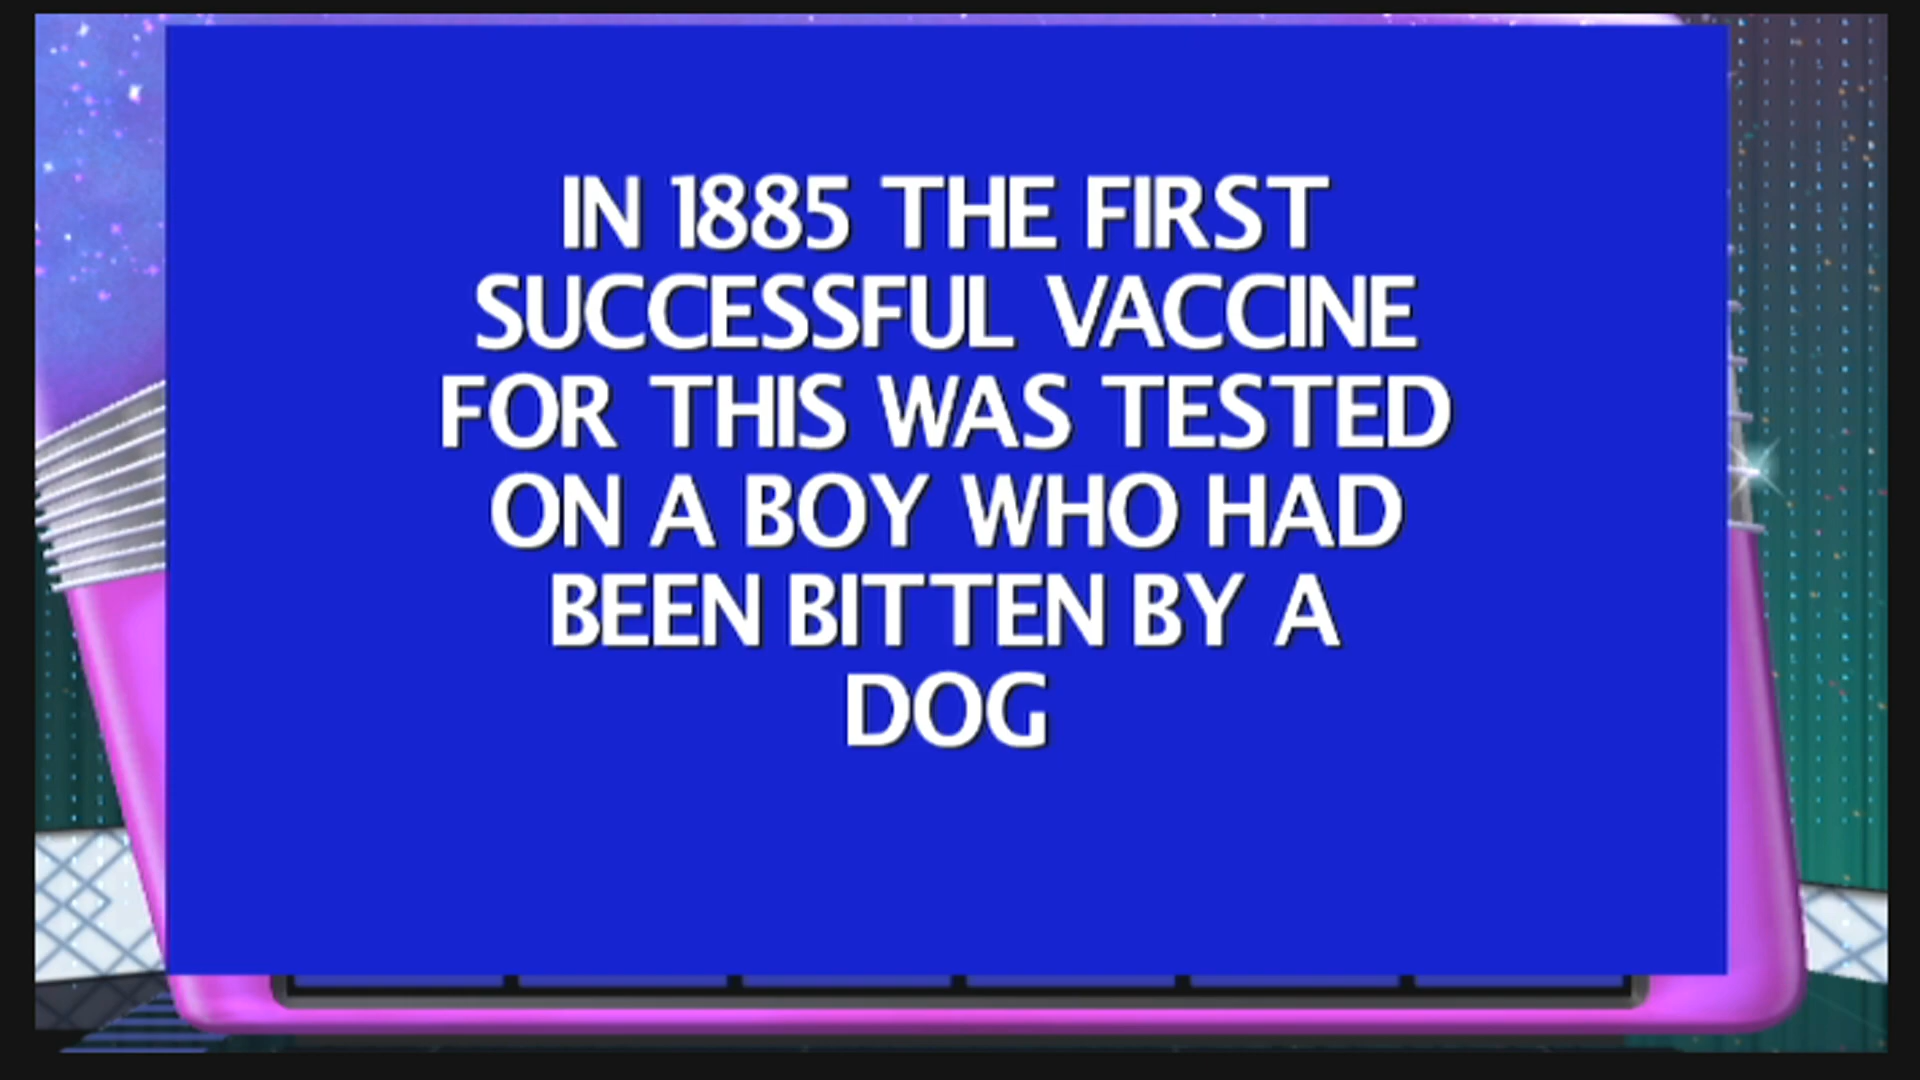 IN 1885 THE FIRST
SUCCESSFUL VACCINE
FOR THIS WAS TESTED
ON A BOY WHO HAD
BEEN BITTEN BY A
DOG